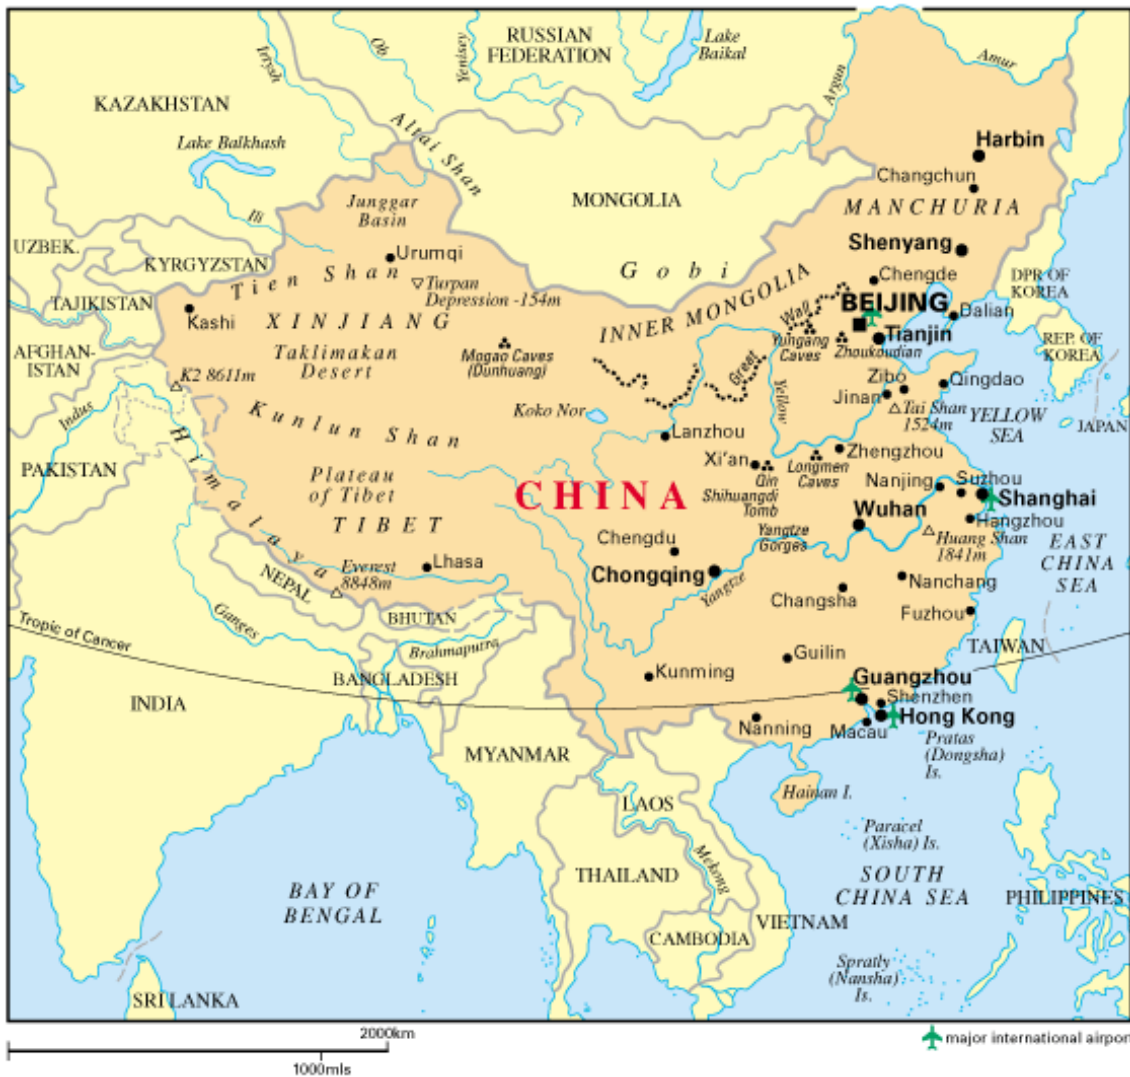 RUSSIAN
FEDERATION
Lake
Baikal
Irtysh
Ob
Yenisey
Argun
Amur
KAZAKHSTAN
Altai Shan
Lake Balkhash
Harbin
Changchun
MANCHURIA
Junggar
Basin
MONGOLIA
Ili
UZBEK.
KYRGYZSTAN
Urumqi
Shenyang
Gobi
Tien Shan
Turpan
Depression -154m
Chengde
DPR OF
KOREA
TAJIKISTAN
Kashi
XINJIANG
INNER MONGOLIA
BEIJING
Dalian
Great
Wall
Yungang
Caves
Tianjin
Zhoukoudian
REP. OF
KOREA
AFGHAN-
ISTAN
Taklimakan
Desert
Mogao Caves
(Dunhuang)
K2 8611m
Zibo
Qingdao
Jinan
Tai Shan
1524m
YELLOW
SEA
JAPAN
Indus
Kunlun Shan
Koko Nor
Yellow
Lanzhou
Himalaya
PAKISTAN
Plateau
of Tibet
Xi'an
Longmen
Caves
Zhengzhou
Qin
Shihuangdi
Tomb
Nanjing
Suzhou
CHINA
Shanghai
TIBET
Wuhan
Hangzhou
Yangtze
Gorges
Huang Shan
1841m
EAST
CHINA
SEA
Chengdu
Everest
8848m
Lhasa
Chongqing
Yangtze
NEPAL
Nanchang
Changsha
Fuzhou
Ganges
BHUTAN
Tropic of Cancer
Brahmaputra
TAIWAN
Guilin
BANGLADESH
Kunming
Guangzhou
INDIA
Shenzhen
Nanning
Macau
Hong Kong
MYANMAR
Pratas
(Dongsha)
Is.
Hainan I.
LAOS
Paracel
(Xisha) Is.
Mekong
THAILAND
SOUTH
CHINA SEA
BAY OF
BENGAL
VIETNAM
PHILIPPINES
CAMBODIA
Spratly
(Nansha)
Is.
SRI LANKA
2000km
1000mls
major international airport